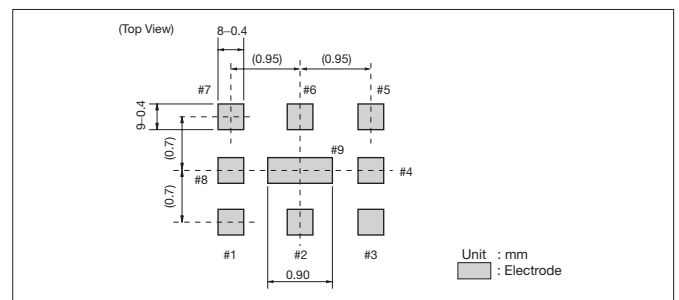 (Top View)
8–0.4
(0.95) (0.95)
#7 #6 #5
9–0.4
(0.7)
#9
#8 #4
(0.7)
#1 #2 #3
0.90
Unit : mm
: Electrode